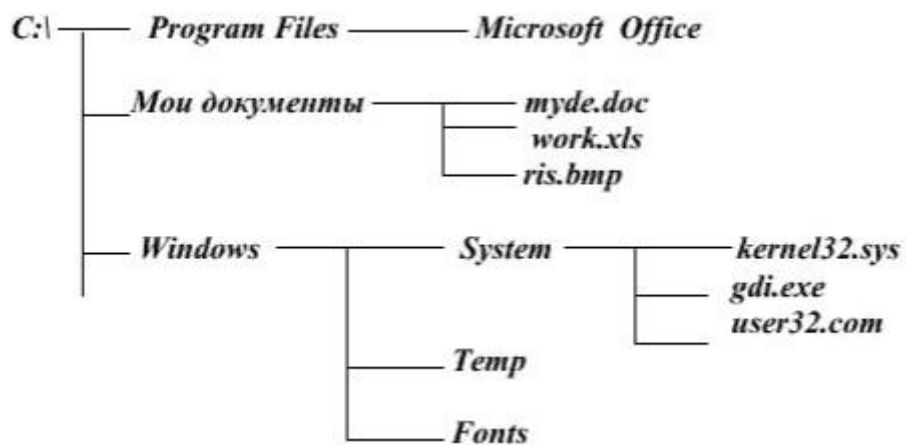 C:\ Program Files Microsoft Office
Мои документы myde.doc
work.xls
ris.bmp
Windows System kernel32.sys
gdi.exe
user32.com
Temp
Fonts